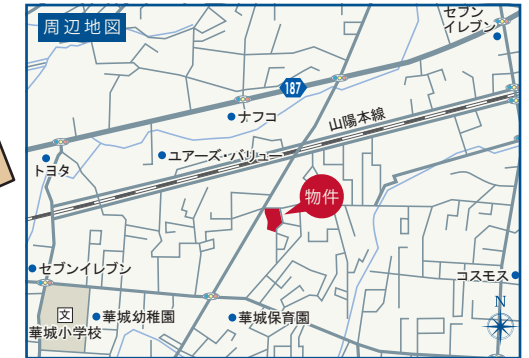 周辺地図
セブン
イレブン
187
ナフコ
山陽本線
ユアーズ・バリュー
トヨタ
物件
セブンイレブン
コスモス
N
文
華城幼稚園
華城保育園
華城小学校